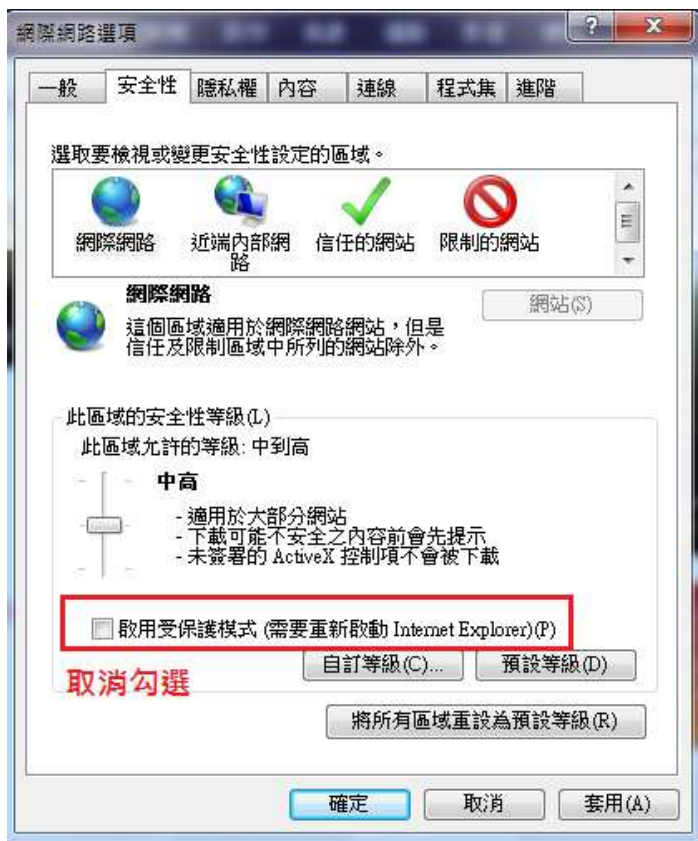 網際網路選項
一般 安全性 隱私權 內容 連線 程式集 進階
選取要檢視或變更安全性設定的區域。
網際網路 近端內部網路 信任的網站 限制的網站
網際網路
網站(S)
這個區域適用於網際網路網站，但是
信任及限制區域中所列的網站除外。
此區域的安全性等級(L)
此區域允許的等級: 中到高
中高
- 適用於大部分網站
- 下載可能不安全之內容前會先提示
- 未簽署的 ActiveX 控制項不會被下載
啟用受保護模式 (需要重新啟動 Internet Explorer)(P)
取消勾選
自訂等級(C)... 預設等級(D)
將所有區域重設為預設等級(R)
確定 取消 套用(A)